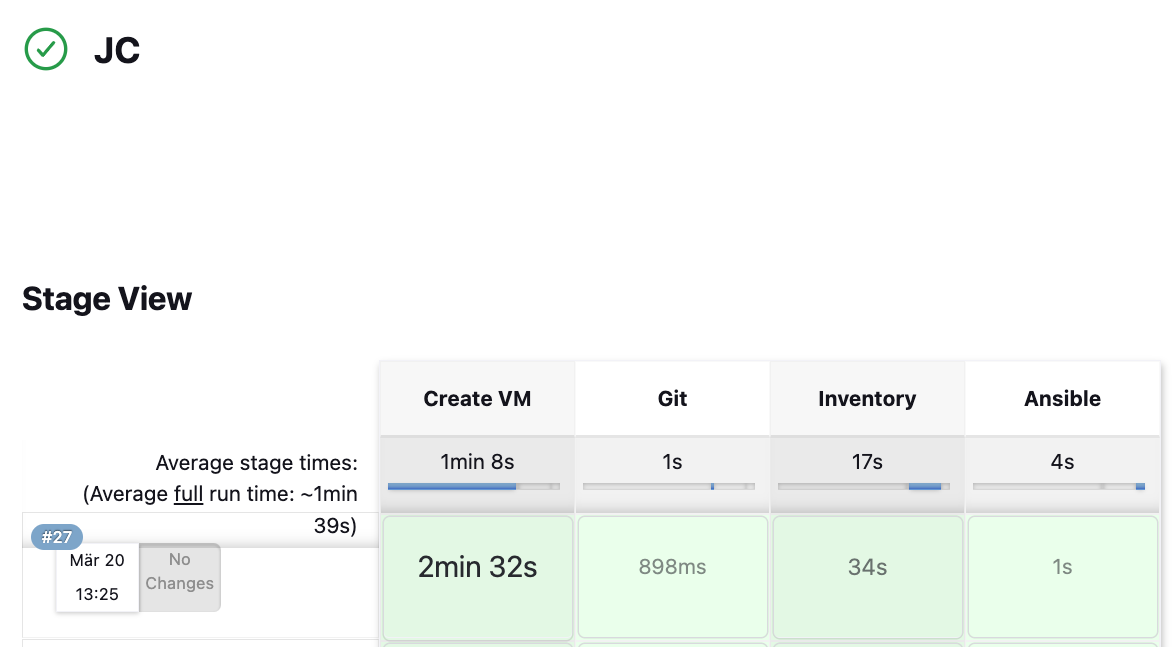 JC
Stage View
Create VM
Git
Inventory
Ansible
Average stage times:
(Average full run time: ~1min
39s)
1min 8s
1s
17s
4s
#27
Mär 20
13:25
No
Changes
2min 32s
898ms
34s
1s